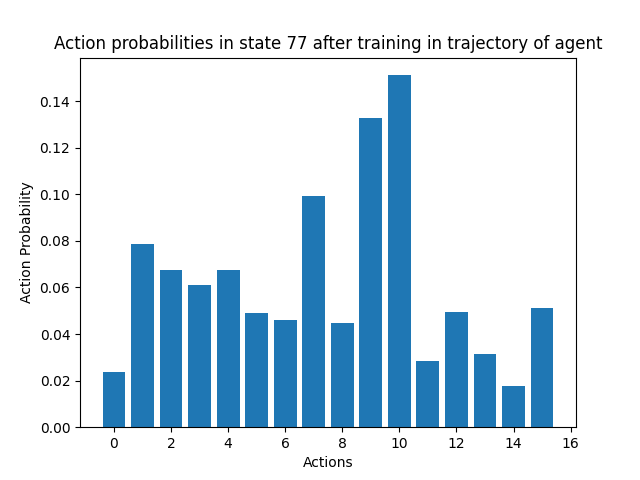 Action probabilities in state 77 after training in trajectory of agent
0.14
0.12
0.10
0.08
0.06
0.04
0.02
0.00
Action Probability
0 2 4 6 8 10 12 14 16
Actions